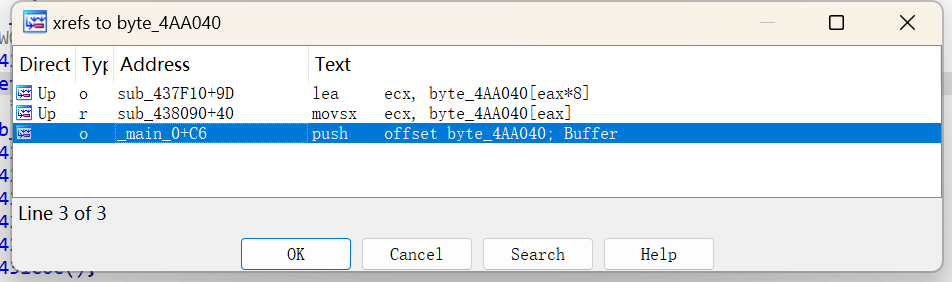 xrefs to byte_4AA040
Direct Typ Address Text
Up o sub_437F10+9D lea ecx, byte_4AA040[eax*8]
Up r sub_438090+40 movsx ecx, byte_4AA040[eax]
o _main_0+C6 push offset byte_4AA040; Buffer
Line 3 of 3
OK Cancel Search Help